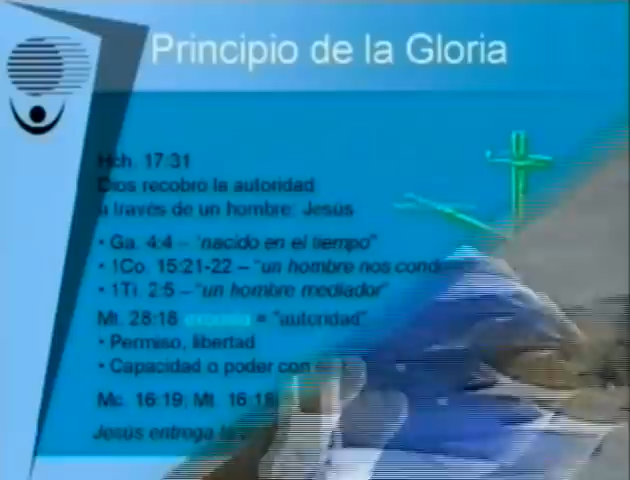 Principio de la Gloria
Hch. 17:31
Dios recobro la autoridad
a través de un hombre: Jesús
• Ga. 4:4 – "nacido en el tiempo"
• 1Co. 15:21-22 – "un hombre nos
• 1Ti. 2:5 – "un hombre mediador"
Mt. 28:18 = "autoridad"
• Permiso, libertad
• Capacidad o poder con
Mc. 16:19; Mt. 16:18
Jesús entrega